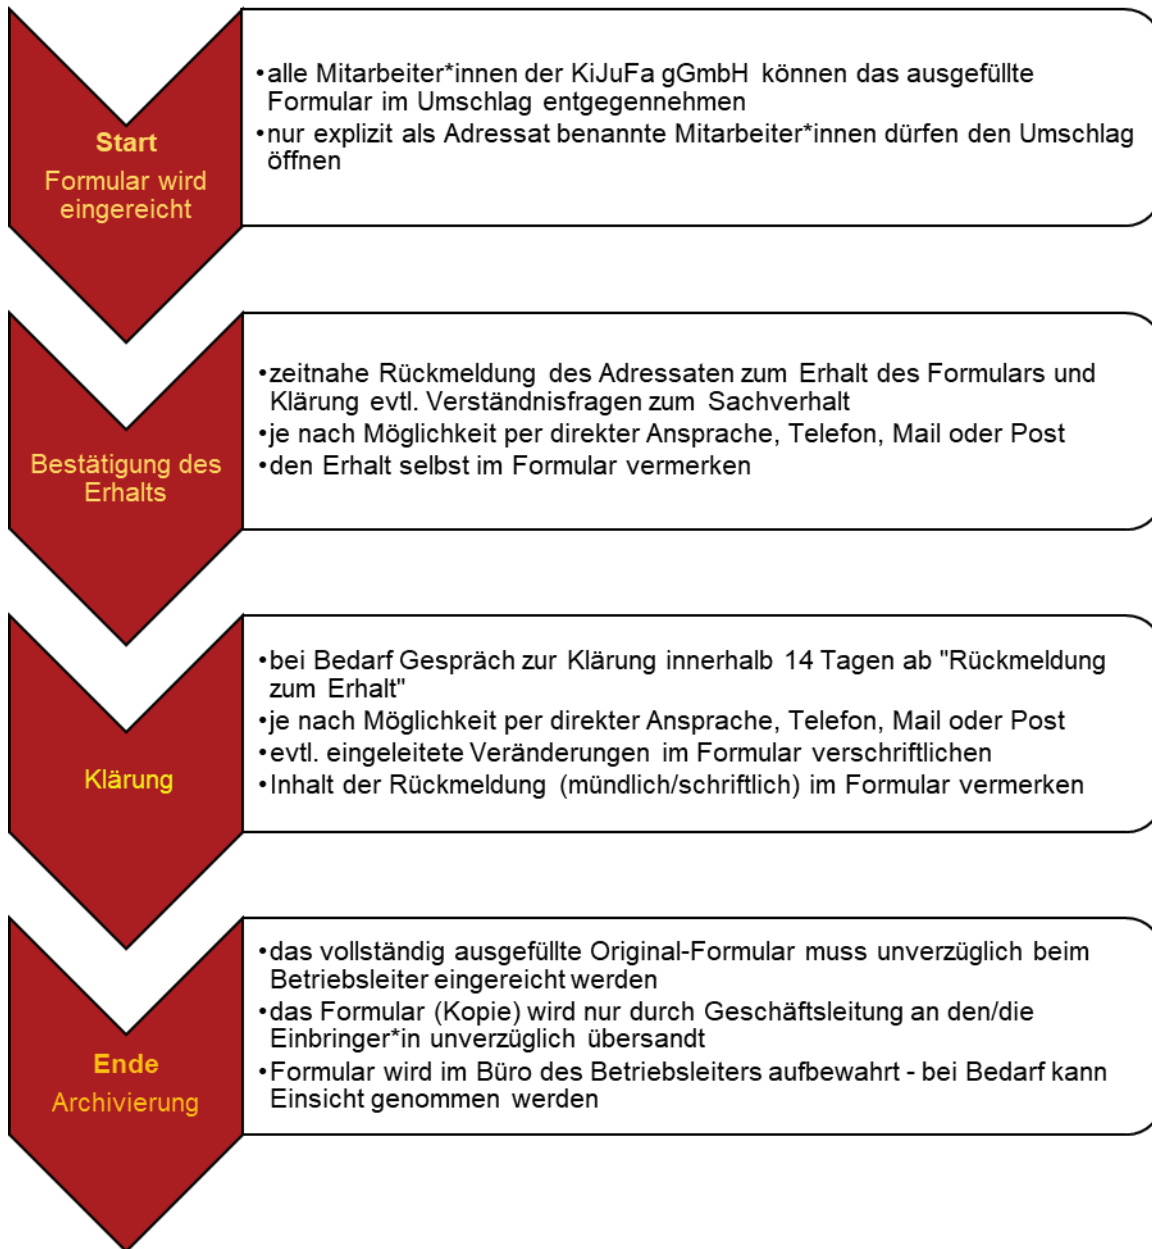 Start
Formular wird
eingereicht
•alle Mitarbeiter*innen der KiJuFa gGmbH können das ausgefüllte
Formular im Umschlag entgegennehmen
•nur explizit als Adressat benannte Mitarbeiter*innen dürfen den Umschlag
öffnen
Bestätigung des
Erhalts
•zeitnahe Rückmeldung des Adressaten zum Erhalt des Formulars und
Klärung evtl. Verständnisfragen zum Sachverhalt
•je nach Möglichkeit per direkter Ansprache, Telefon, Mail oder Post
•den Erhalt selbst im Formular vermerken
Klärung
•bei Bedarf Gespräch zur Klärung innerhalb 14 Tagen ab "Rückmeldung
zum Erhalt"
•je nach Möglichkeit per direkter Ansprache, Telefon, Mail oder Post
•evtl. eingeleitete Veränderungen im Formular verschriftlichen
•Inhalt der Rückmeldung (mündlich/schriftlich) im Formular vermerken
Ende
Archivierung
•das vollständig ausgefüllte Original-Formular muss unverzüglich beim
Betriebsleiter eingereicht werden
•das Formular (Kopie) wird nur durch Geschäftsleitung an den/die
Einbringer*in unverzüglich übersandt
•Formular wird im Büro des Betriebsleiters aufbewahrt - bei Bedarf kann
Einsicht genommen werden